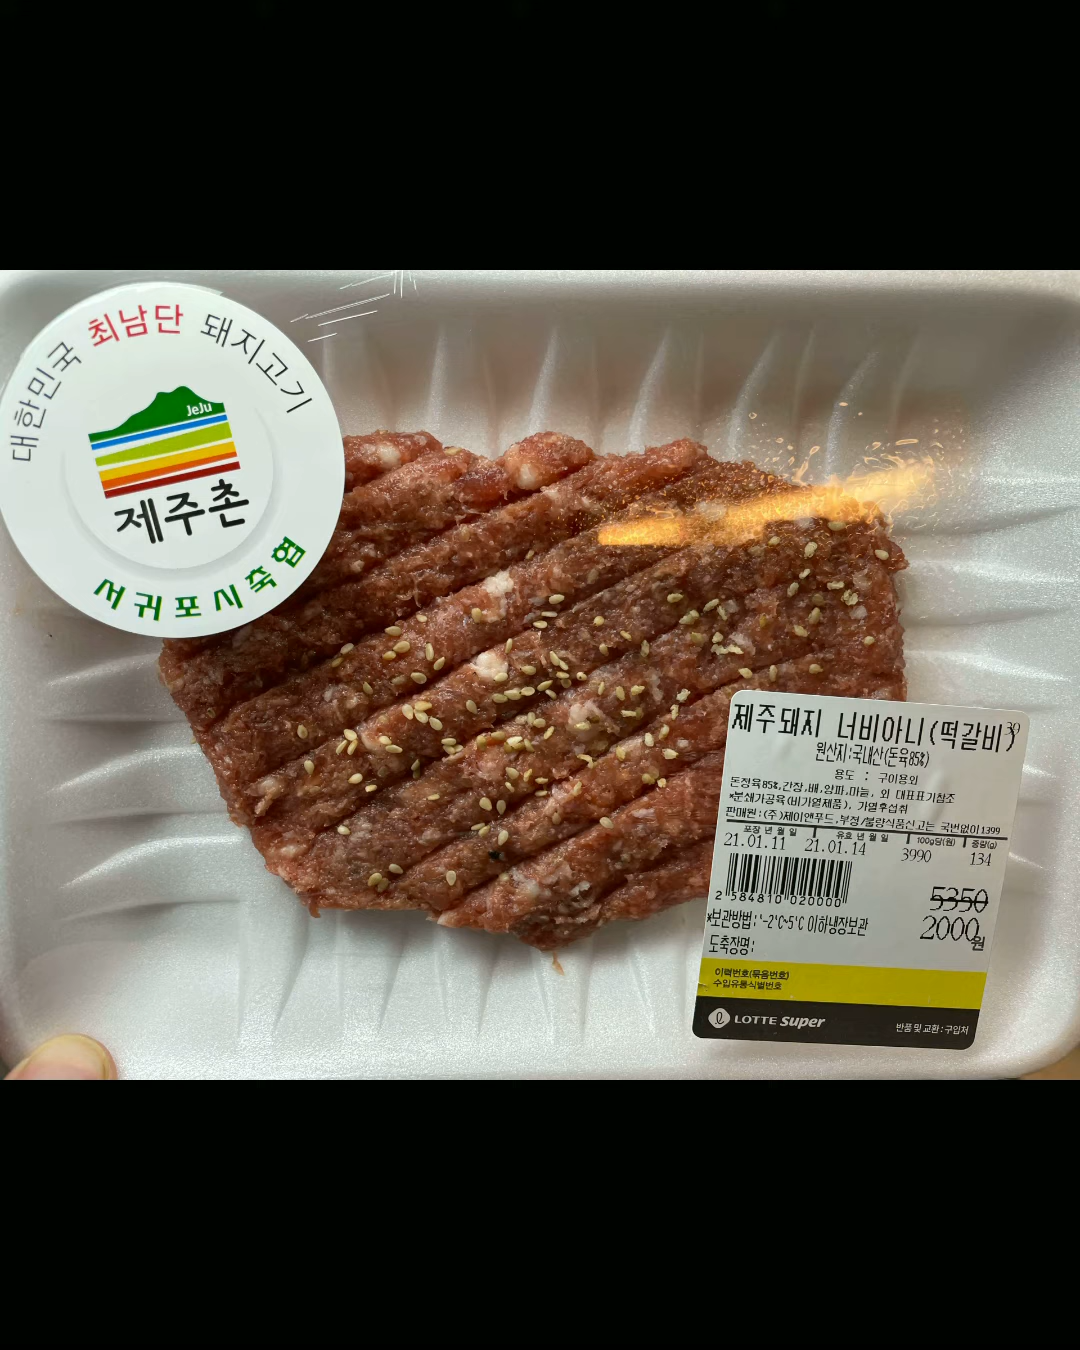 대한민국 최남단 돼지고기
JeJu
제주촌
서귀포시축협
제주돼지 너비아니(떡갈비)
원산지:국내산(돈육85%)
용도 : 구이용외
돈정육85%,간장,배,양파,마늘, 외 대표표기참조
*분쇄가공육(비가열제품), 가열후섭취
판매원:(주)제이앤푸드,부정/불량식품신고는 국번없이1399
포장 년 월 일 유효 년 월 일 100g당(원) 중량(g)
21.01.11 21.01.14 3990 134
2 584810 020000
5350
*보관방법:'-2℃~5℃ 이하냉장보관
2000원
도축장명:
이력번호(묶음번호)
수입유통식별번호
LOTTE Super 반품 및 교환 : 구입처